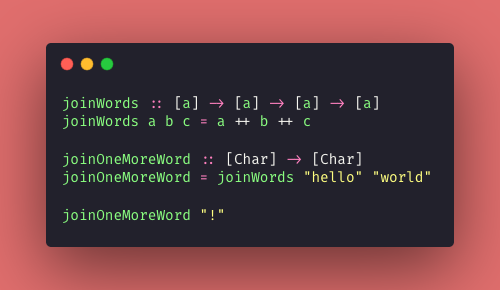 joinWords :: [a] -> [a] -> [a] -> [a]
joinWords a b c = a ++ b ++ c
joinOneMoreWord :: [Char] -> [Char]
joinOneMoreWord = joinWords "hello" "world"
joinOneMoreWord "!"